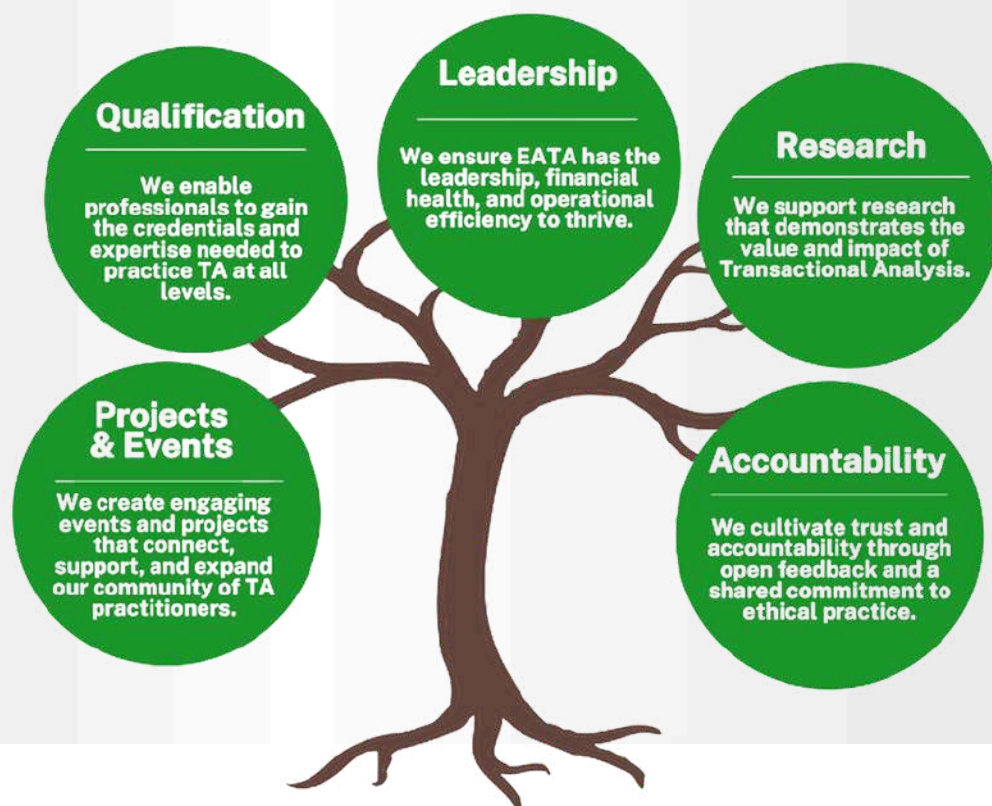 Qualification
We enable
professionals to gain
the credentials and
expertise needed to
practice TA at all
levels.
Leadership
We ensure EATA has the
leadership, financial
health, and operational
efficiency to thrive.
Research
We support research
that demonstrates the
value and impact of
Transactional Analysis.
Projects
& Events
We create engaging
events and projects
that connect,
support, and expand
our community of TA
practitioners.
Accountability
We cultivate trust and
accountability through
open feedback and a
shared commitment to
ethical practice.